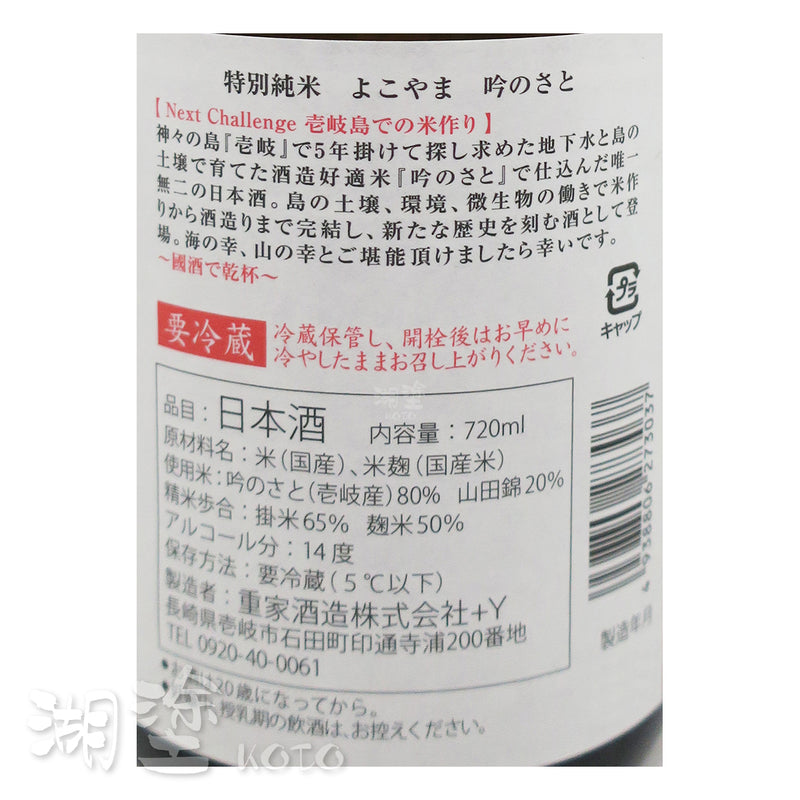 特別純米　よこやま　吟のさと
【Next Challenge 壱岐島での米作り】
神々の島『壱岐』で5年掛けて探し求めた地下水と島の
土壌で育てた酒造好適米『吟のさと』で仕込んだ唯一
無二の日本酒。島の土壌、環境、微生物の働きで米作
りから酒造りまで完結し、新たな歴史を刻む酒として登
場。海の幸、山の幸とご堪能頂けましたら幸いです。
〜國酒で乾杯〜
プラ
キャップ
要冷蔵
冷蔵保管し、開栓後はお早めに
冷やしたままお召し上がりください。
品目：日本酒　内容量：720ml
原材料名：米（国産）、米麹（国産米）
使用米：吟のさと（壱岐産）80%　山田錦20%
精米歩合：掛米65%　麹米50%
アルコール分：14度
保存方法：要冷蔵（5℃以下）
製造者：重家酒造株式会社+Y
長崎県壱岐市石田町印通寺浦200番地
TEL 0920-40-0061
4 938806 273037
製造年月
は20歳になってから。
授乳期の飲酒は、お控えください。
湖塗 KOTO
湖塗
KOTO